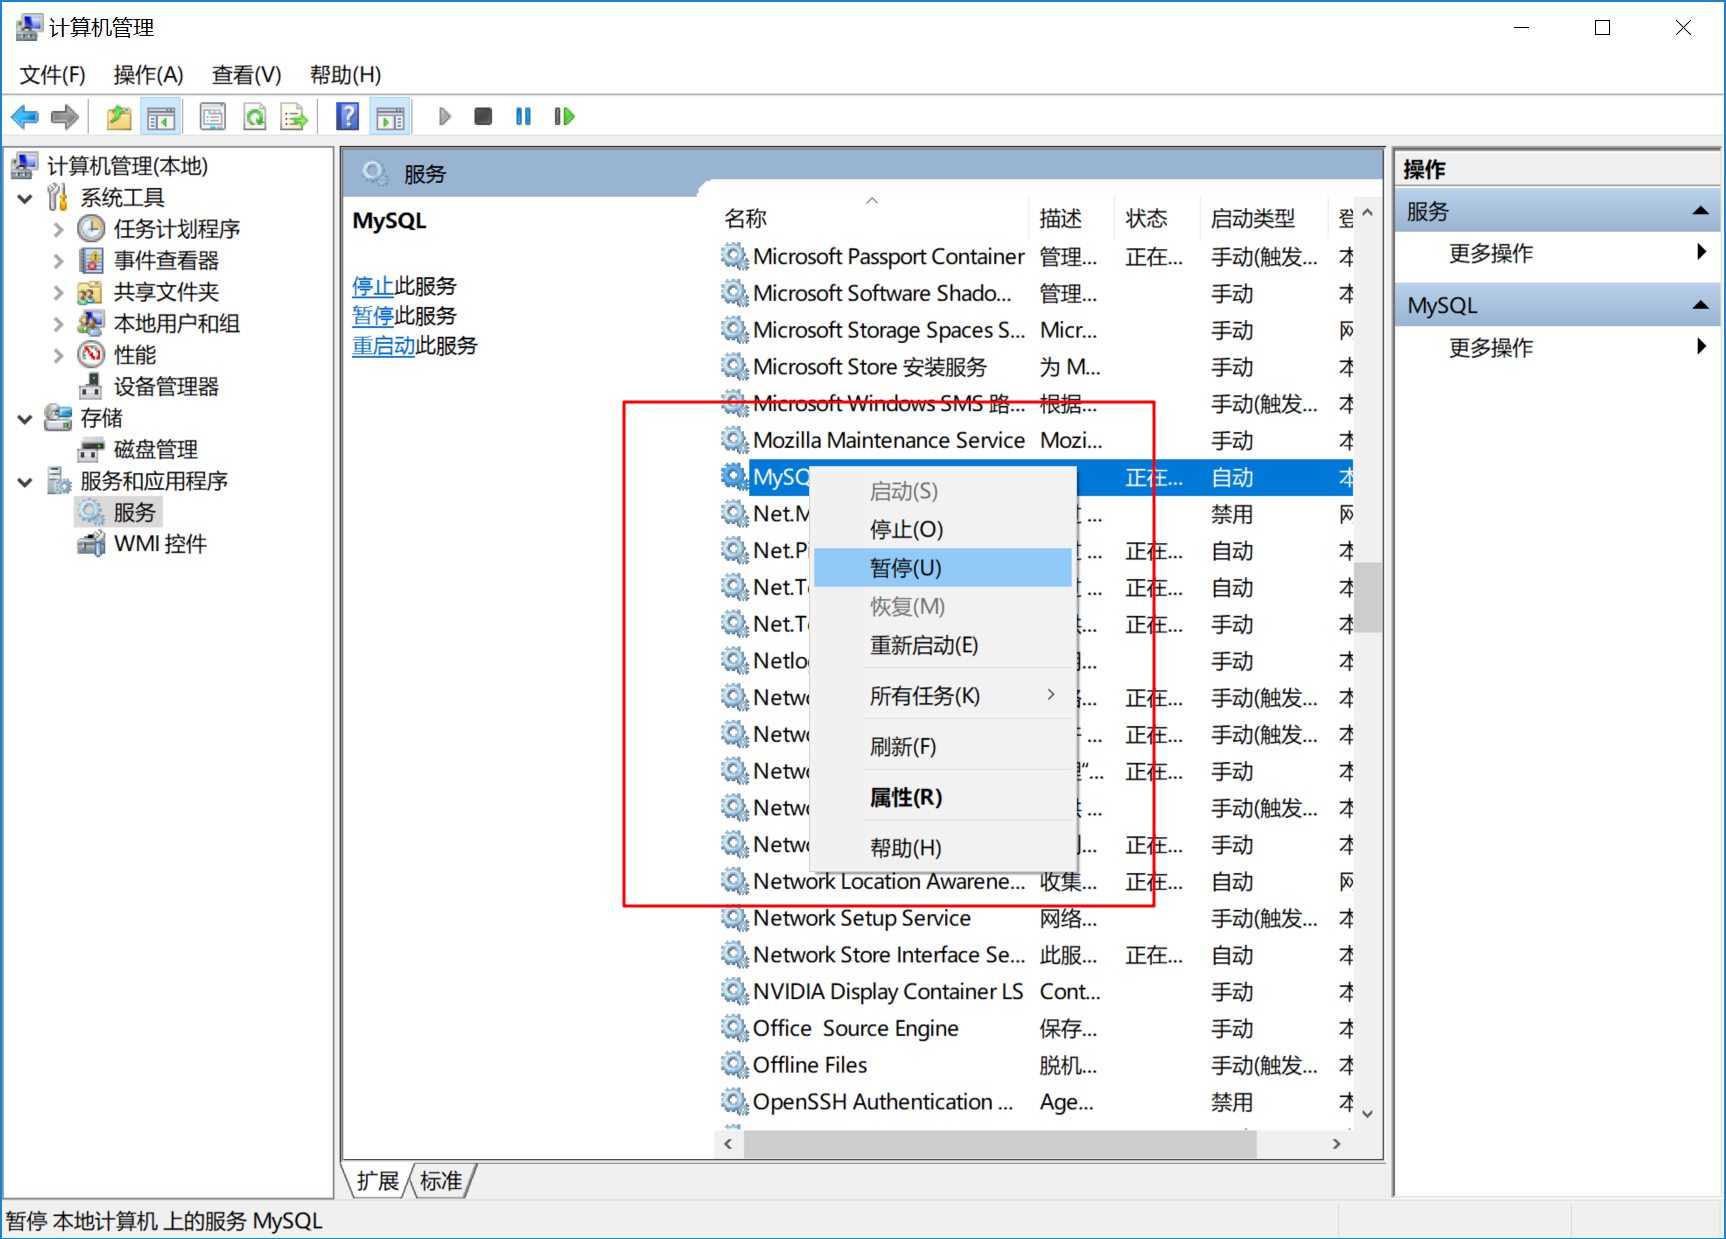 计算机管理
文件(F) 操作(A) 查看(V) 帮助(H)
计算机管理(本地)
系统工具
任务计划程序
事件查看器
共享文件夹
本地用户和组
性能
设备管理器
存储
磁盘管理
服务和应用程序
服务
WMI 控件
服务
MySQL
停止此服务
暂停此服务
重启动此服务
名称 描述 状态 启动类型 登
Microsoft Passport Container 管理... 正在... 手动(触发... 本
Microsoft Software Shado... 管理... 手动 本
Microsoft Storage Spaces S... Micr... 手动 网
Microsoft Store 安装服务 为 M... 手动 本
Microsoft Windows SMS 路... 根据... 手动(触发... 本
Mozilla Maintenance Service Mozi... 手动 本
MySQ 正在... 自动 本
Net.M ... 禁用 网
Net.Pi ... 正在... 自动 本
Net.T ... 正在... 自动 本
Net.T ... 正在... 手动 本
Netlo ... 手动 本
Netw ... 正在... 手动(触发... 本
Netw ... 正在... 手动(触发... 本
Netw “... 正在... 手动 本
Netw ... 手动(触发... 本
Netw ... 正在... 手动 本
Network Location Awarene... 收集... 正在... 自动 网
Network Setup Service 网络... 手动(触发... 本
Network Store Interface Se... 此服... 正在... 自动 本
NVIDIA Display Container LS Cont... 手动 本
Office  Source Engine 保存... 手动 本
Offline Files 脱机... 手动(触发... 本
OpenSSH Authentication ... Age... 禁用 本
启动(S)
停止(O)
暂停(U)
恢复(M)
重新启动(E)
所有任务(K)
刷新(F)
属性(R)
帮助(H)
扩展 标准
操作
服务
更多操作
MySQL
更多操作
暂停 本地计算机 上的服务 MySQL